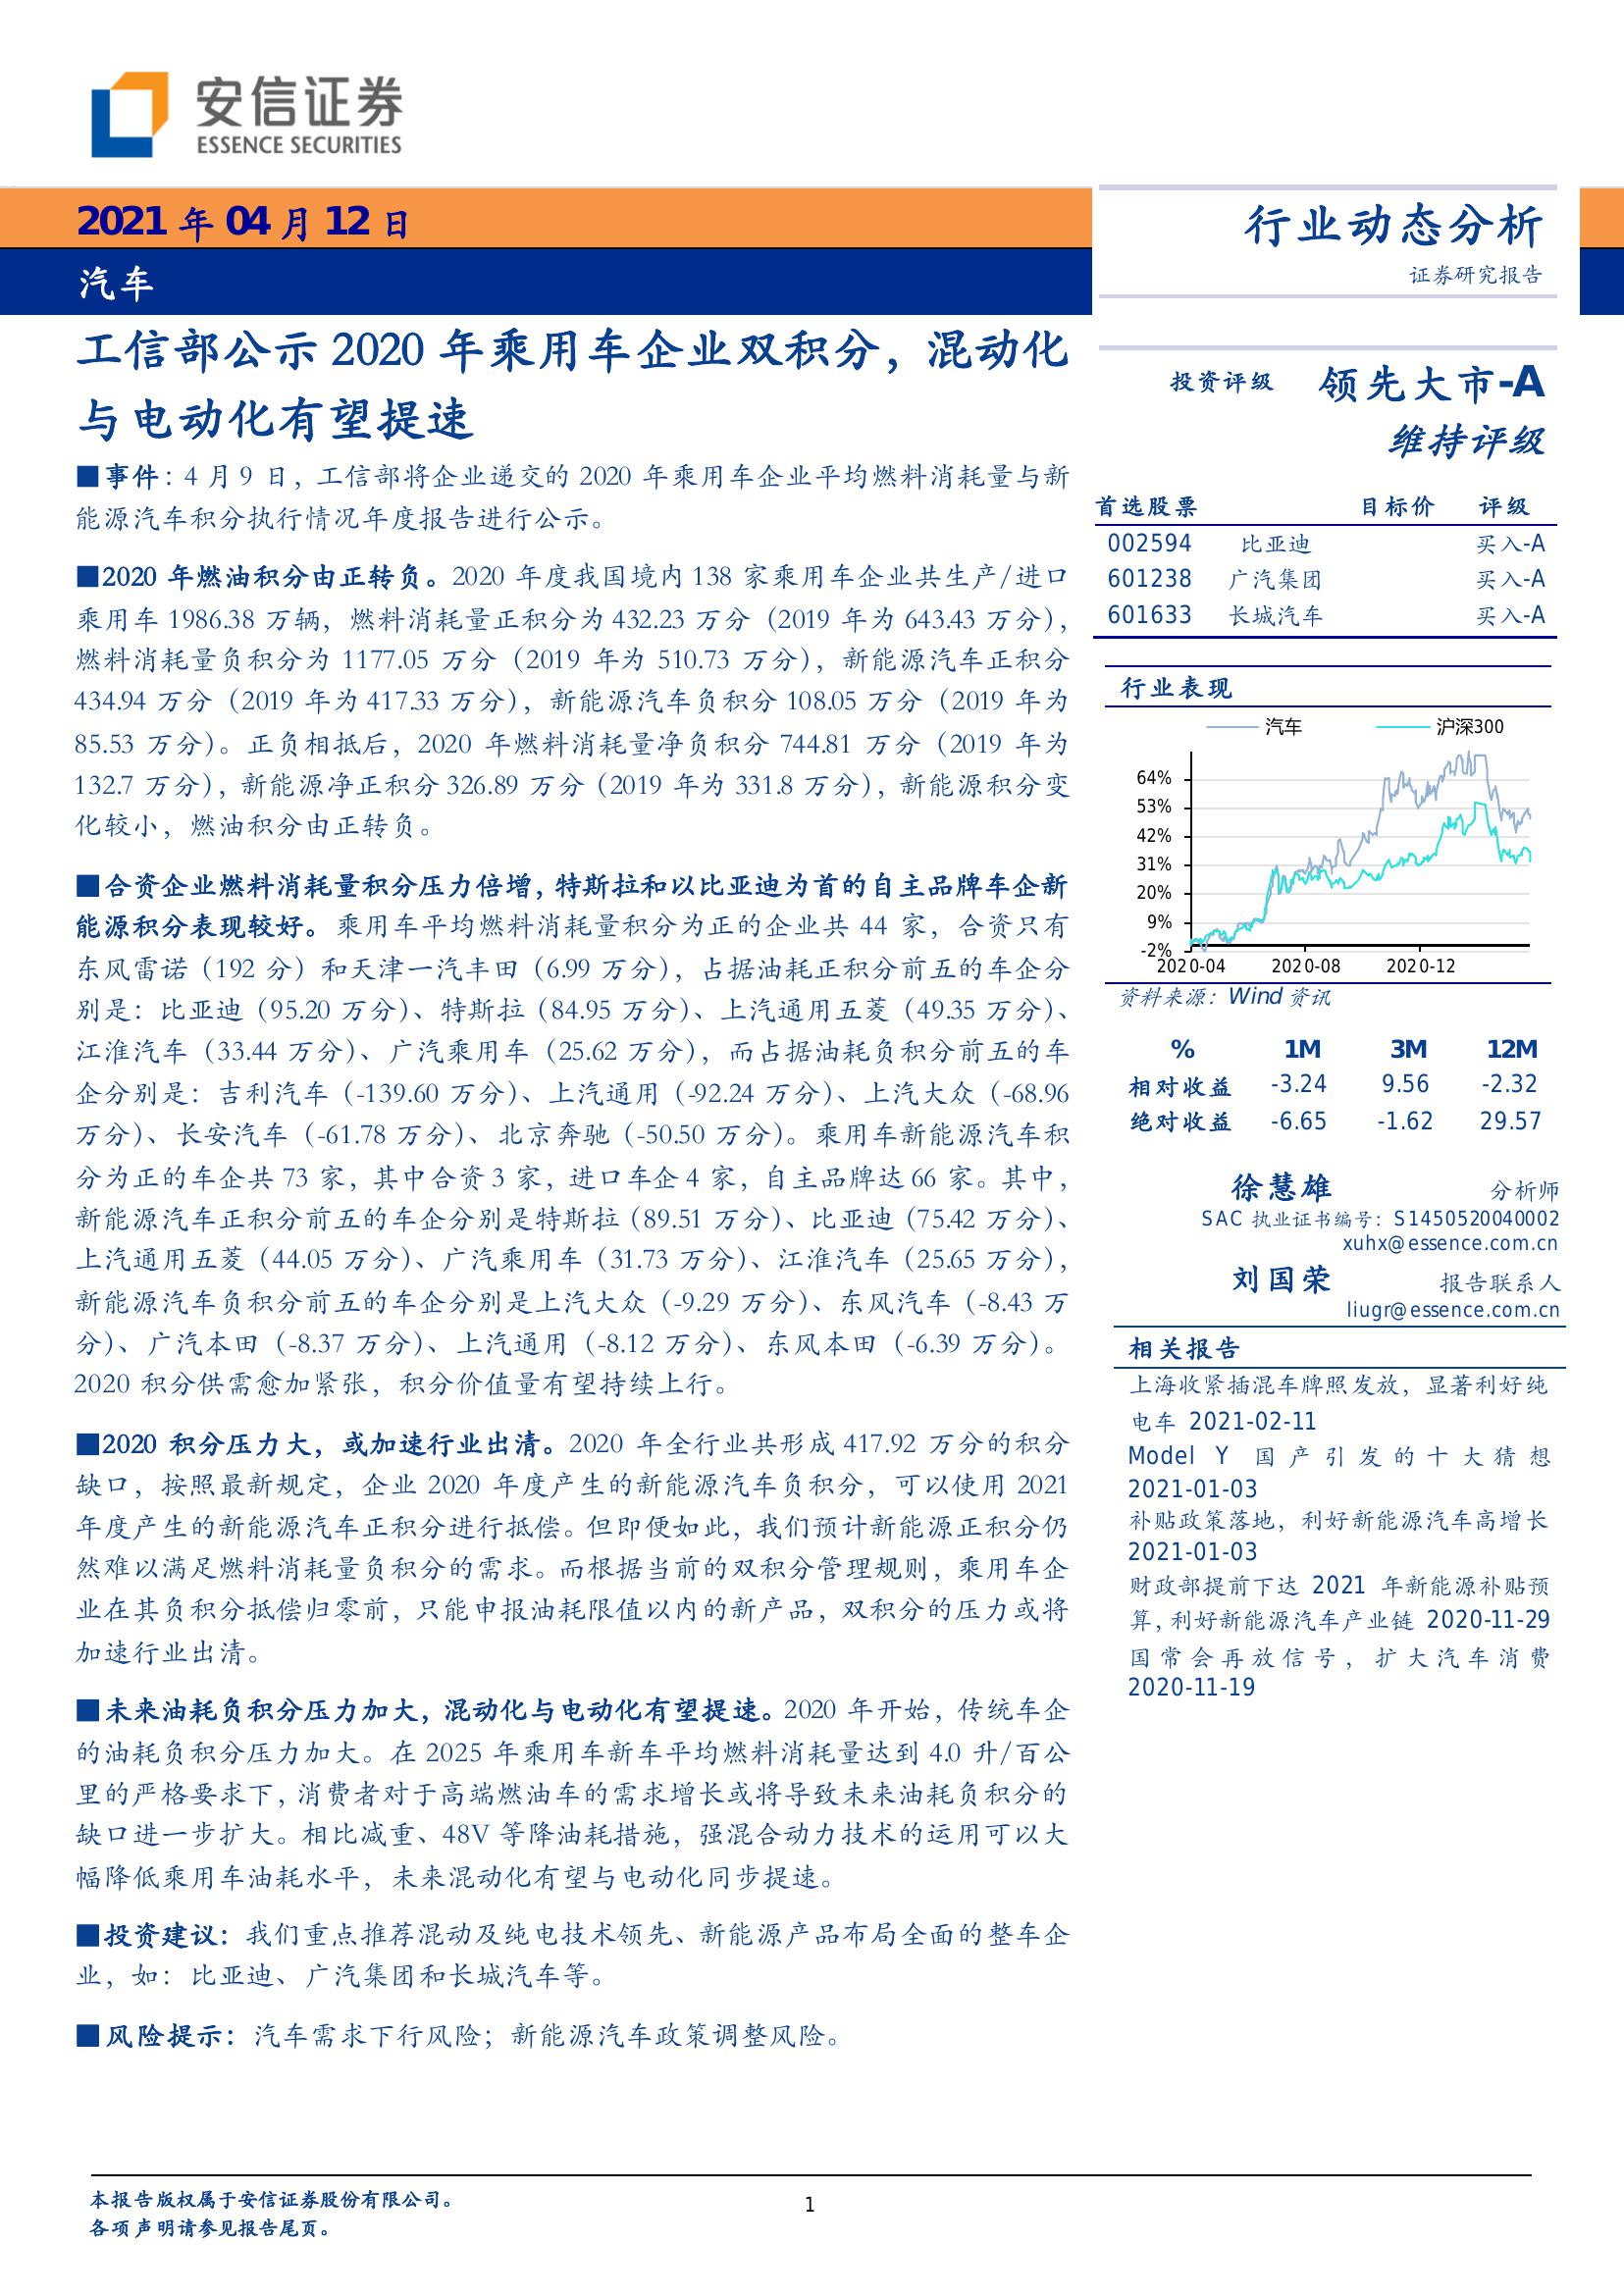 安信证券
ESSENCE SECURITIES
2021 年 04 月 12 日
汽车
行业动态分析
证券研究报告
工信部公示 2020 年乘用车企业双积分，混动化
与电动化有望提速
■事件：4 月 9 日，工信部将企业递交的 2020 年乘用车企业平均燃料消耗量与新
能源汽车积分执行情况年度报告进行公示。
■2020 年燃油积分由正转负。2020 年度我国境内 138 家乘用车企业共生产/进口
乘用车 1986.38 万辆，燃料消耗量正积分为 432.23 万分（2019 年为 643.43 万分），
燃料消耗量负积分为 1177.05 万分（2019 年为 510.73 万分），新能源汽车正积分
434.94 万分（2019 年为 417.33 万分），新能源汽车负积分 108.05 万分（2019 年为
85.53 万分）。正负相抵后，2020 年燃料消耗量净负积分 744.81 万分（2019 年为
132.7 万分），新能源净正积分 326.89 万分（2019 年为 331.8 万分），新能源积分变
化较小，燃油积分由正转负。
■合资企业燃料消耗量积分压力倍增，特斯拉和以比亚迪为首的自主品牌车企新
能源积分表现较好。乘用车平均燃料消耗量积分为正的企业共 44 家，合资只有
东风雷诺（192 分）和天津一汽丰田（6.99 万分），占据油耗正积分前五的车企分
别是：比亚迪（95.20 万分）、特斯拉（84.95 万分）、上汽通用五菱（49.35 万分）、
江淮汽车（33.44 万分）、广汽乘用车（25.62 万分），而占据油耗负积分前五的车
企分别是：吉利汽车（-139.60 万分）、上汽通用（-92.24 万分）、上汽大众（-68.96
万分）、长安汽车（-61.78 万分）、北京奔驰（-50.50 万分）。乘用车新能源汽车积
分为正的车企共 73 家，其中合资 3 家，进口车企 4 家，自主品牌达 66 家。其中，
新能源汽车正积分前五的车企分别是特斯拉（89.51 万分）、比亚迪（75.42 万分）、
上汽通用五菱（44.05 万分）、广汽乘用车（31.73 万分）、江淮汽车（25.65 万分），
新能源汽车负积分前五的车企分别是上汽大众（-9.29 万分）、东风汽车（-8.43 万
分）、广汽本田（-8.37 万分）、上汽通用（-8.12 万分）、东风本田（-6.39 万分）。
2020 积分供需愈加紧张，积分价值量有望持续上行。
■2020 积分压力大，或加速行业出清。2020 年全行业共形成 417.92 万分的积分
缺口，按照最新规定，企业 2020 年度产生的新能源汽车负积分，可以使用 2021
年度产生的新能源汽车正积分进行抵偿。但即便如此，我们预计新能源正积分仍
然难以满足燃料消耗量负积分的需求。而根据当前的双积分管理规则，乘用车企
业在其负积分抵偿归零前，只能申报油耗限值以内的新产品，双积分的压力或将
加速行业出清。
■未来油耗负积分压力加大，混动化与电动化有望提速。2020 年开始，传统车企
的油耗负积分压力加大。在 2025 年乘用车新车平均燃料消耗量达到 4.0 升/百公
里的严格要求下，消费者对于高端燃油车的需求增长或将导致未来油耗负积分的
缺口进一步扩大。相比减重、48V 等降油耗措施，强混合动力技术的运用可以大
幅降低乘用车油耗水平，未来混动化有望与电动化同步提速。
■投资建议：我们重点推荐混动及纯电技术领先、新能源产品布局全面的整车企
业，如：比亚迪、广汽集团和长城汽车等。
■风险提示：汽车需求下行风险；新能源汽车政策调整风险。
投资评级 领先大市-A
维持评级
首选股票 目标价 评级
002594 比亚迪 买入-A
601238 广汽集团 买入-A
601633 长城汽车 买入-A
行业表现
汽车 沪深300
64%
53%
42%
31%
20%
9%
-2%
2020-04 2020-08 2020-12
资料来源：Wind 资讯
% 1M 3M 12M
相对收益 -3.24 9.56 -2.32
绝对收益 -6.65 -1.62 29.57
徐慧雄 分析师
SAC 执业证书编号：S1450520040002
xuhx@essence.com.cn
刘国荣 报告联系人
liugr@essence.com.cn
相关报告
上海收紧插混车牌照发放，显著利好纯
电车 2021-02-11
Model Y 国产引发的十大猜想
2021-01-03
补贴政策落地，利好新能源汽车高增长
2021-01-03
财政部提前下达 2021 年新能源补贴预
算，利好新能源汽车产业链 2020-11-29
国常会再放信号，扩大汽车消费
2020-11-19
本报告版权属于安信证券股份有限公司。
各项声明请参见报告尾页。
1